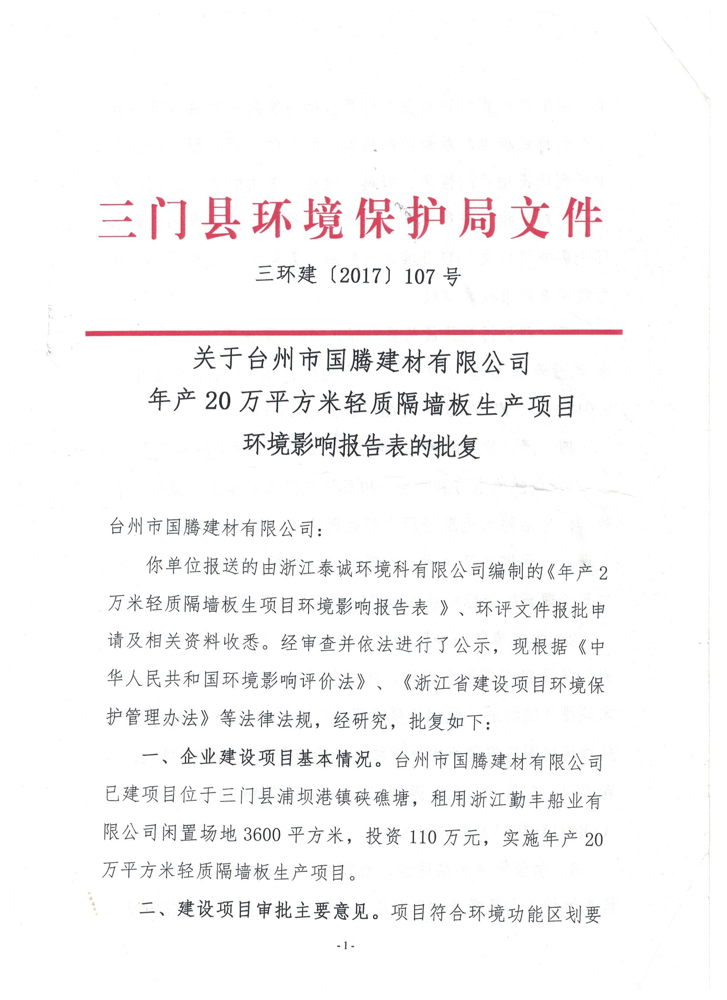 三门县环境保护局文件
三环建〔2017〕107号
关于台州市国腾建材有限公司
年产20万平方米轻质隔墙板生产项目
环境影响报告表的批复
台州市国腾建材有限公司：
你单位报送的由浙江泰诚环境科有限公司编制的《年产2
万米轻质隔墙板生项目环境影响报告表 》、环评文件报批申
请及相关资料收悉。经审查并依法进行了公示，现根据《中
华人民共和国环境影响评价法》、《浙江省建设项目环境保
护管理办法》等法律法规，经研究，批复如下：
一、企业建设项目基本情况。台州市国腾建材有限公司
已建项目位于三门县浦坝港镇硖礁塘，租用浙江勤丰船业有
限公司闲置场地3600平方米，投资110万元，实施年产20
万平方米轻质隔墙板生产项目。
二、建设项目审批主要意见。项目符合环境功能区划要
-1-